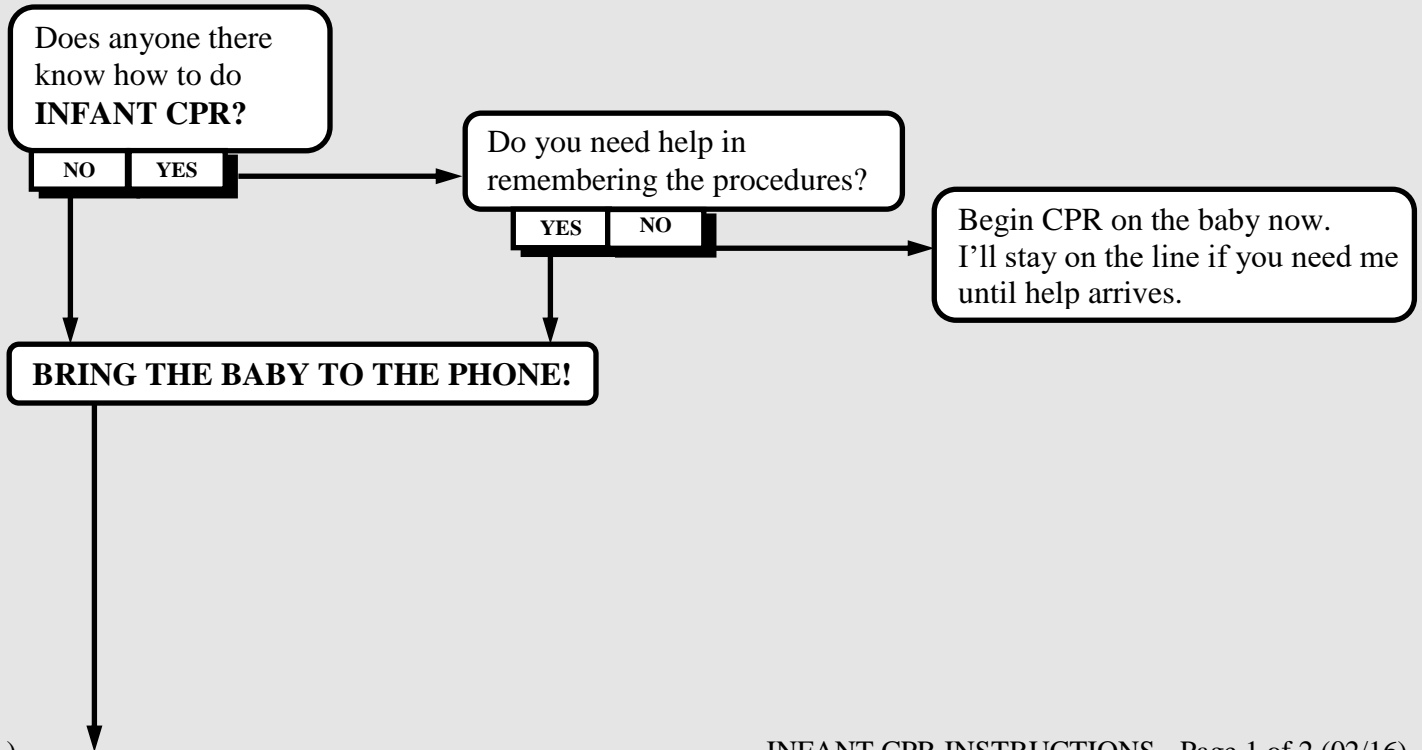 Does anyone there
know how to do
INFANT CPR?
NO YES
Do you need help in
remembering the procedures?
YES NO
Begin CPR on the baby now.
I'll stay on the line if you need me
until help arrives.
BRING THE BABY TO THE PHONE!
) INFANT CPR INSTRUCTIONS - Page 1 of 2 (02/16)